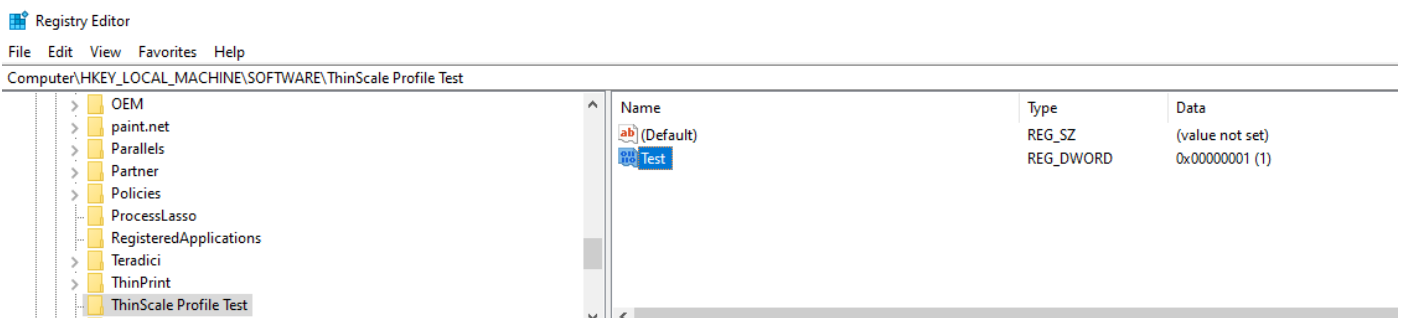 Registry Editor
File Edit View Favorites Help
Computer\HKEY_LOCAL_MACHINE\SOFTWARE\ThinScale Profile Test
OEM
paint.net
Parallels
Partner
Policies
ProcessLasso
RegisteredApplications
Teradici
ThinPrint
ThinScale Profile Test
Name Type Data
(Default) REG_SZ (value not set)
Test REG_DWORD 0x00000001 (1)